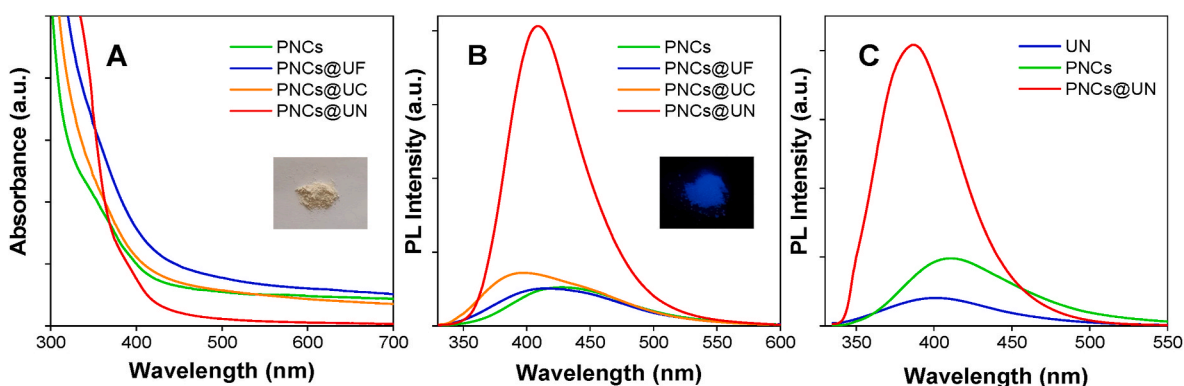 A
PNCs
PNCs@UF
PNCs@UC
PNCs@UN
Absorbance (a.u.)
300 400 500 600 700
Wavelength (nm)
B
PNCs
PNCs@UF
PNCs@UC
PNCs@UN
PL Intensity (a.u.)
350 400 450 500 550 600
Wavelength (nm)
C
UN
PNCs
PNCs@UN
PL Intensity (a.u.)
350 400 450 500 550
Wavelength (nm)